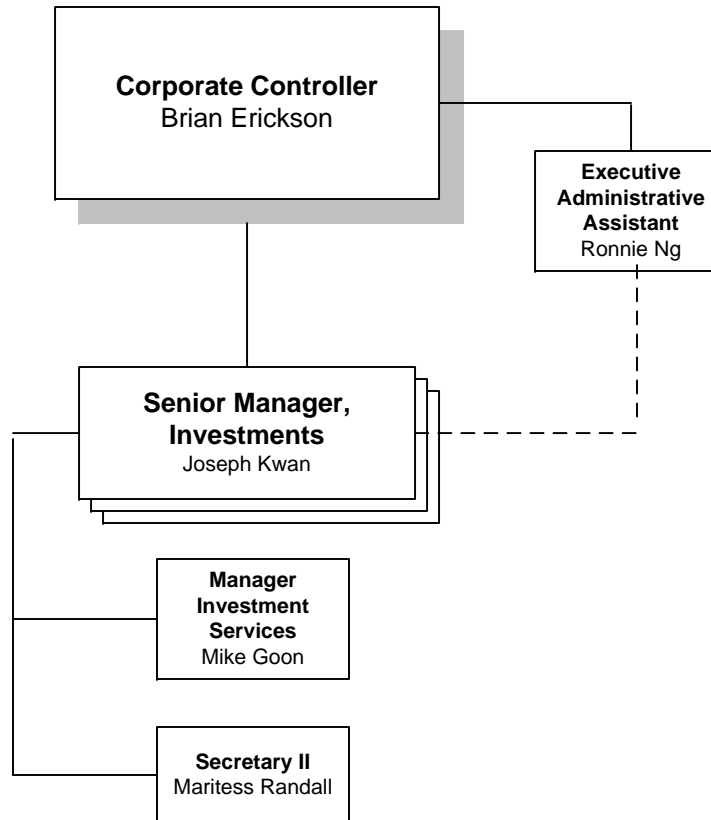 Corporate Controller
Brian Erickson
Executive
Administrative
Assistant
Ronnie Ng
Senior Manager,
Investments
Joseph Kwan
Manager
Investment
Services
Mike Goon
Secretary II
Maritess Randall